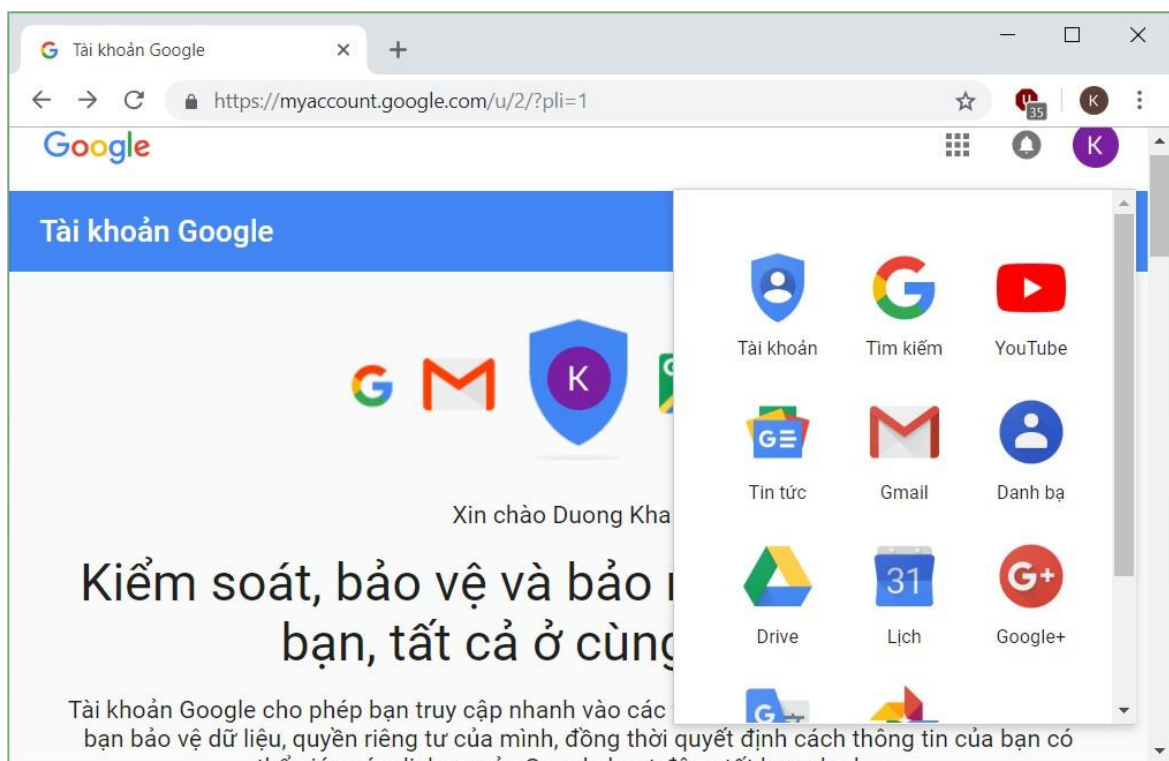 Tài khoản Google
https://myaccount.google.com/u/2/?pli=1
35
K
Google
K
Tài khoản Google
K
Tài khoản
Tìm kiếm
YouTube
Tin tức
Gmail
Danh bạ
31
G+
Drive
Lịch
Google+
Xin chào Duong Kha
Kiểm soát, bảo vệ và bảo
bạn, tất cả ở cùng
Tài khoản Google cho phép bạn truy cập nhanh vào các
bạn bảo vệ dữ liệu, quyền riêng tư của mình, đồng thời quyết định cách thông tin của bạn có